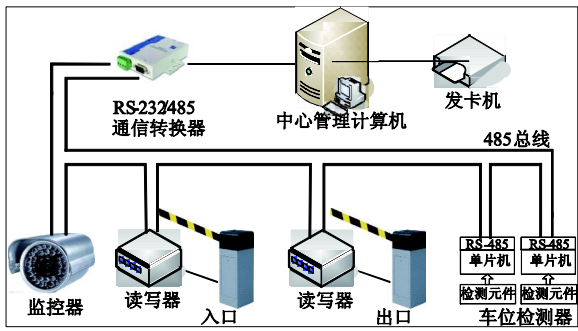 RS-232/485
通信转换器
中心管理计算机
发卡机
485总线
监控器
读写器
入口
读写器
出口
RS-485
单片机
检测元件
RS-485
单片机
检测元件
车位检测器